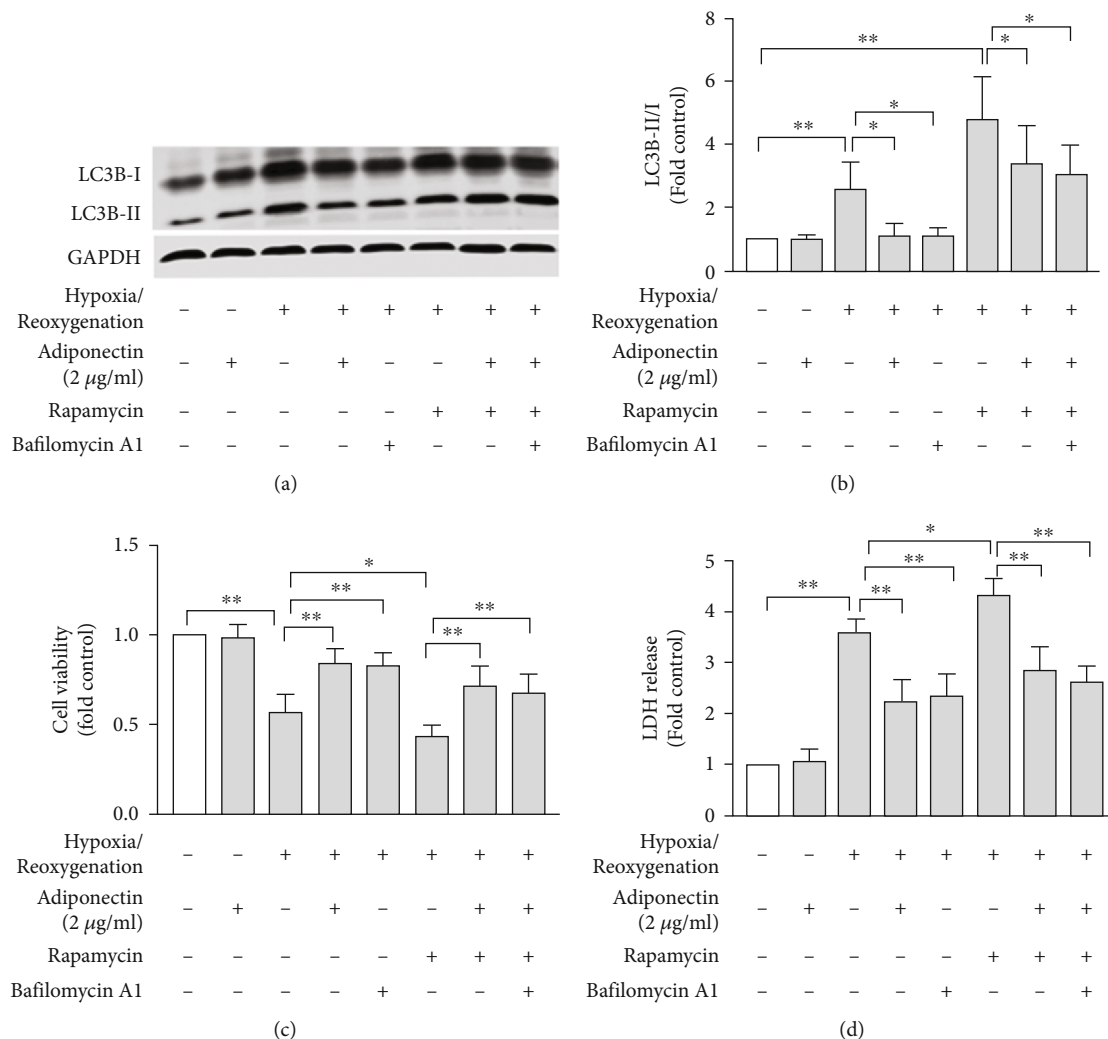 LC3B-I
LC3B-II
GAPDH
Hypoxia/
Reoxygenation – – + + + + + +
Adiponectin
(2 μg/ml) – + – + – – + +
Rapamycin – – – – – + + +
Bafilomycin A1 – – – – + – – +
(a)
LC3B-II/I
(Fold control)
8
6
4
2
0
** * * ** * *
Hypoxia/
Reoxygenation – – + + + + + +
Adiponectin
(2 μg/ml) – + – + – – + +
Rapamycin – – – – – + + +
Bafilomycin A1 – – – – + – – +
(b)
Cell viability
(fold control)
1.5
1.0
0.5
0.0
** ** ** * ** **
Hypoxia/
Reoxygenation – – + + + + + +
Adiponectin
(2 μg/ml) – + – + – – + +
Rapamycin – – – – – + + +
Bafilomycin A1 – – – – + – – +
(c)
LDH release
(Fold control)
5
4
3
2
1
0
** ** ** * ** **
Hypoxia/
Reoxygenation – – + + + + + +
Adiponectin
(2 μg/ml) – + – + – – + +
Rapamycin – – – – – + + +
Bafilomycin A1 – – – – + – – +
(d)